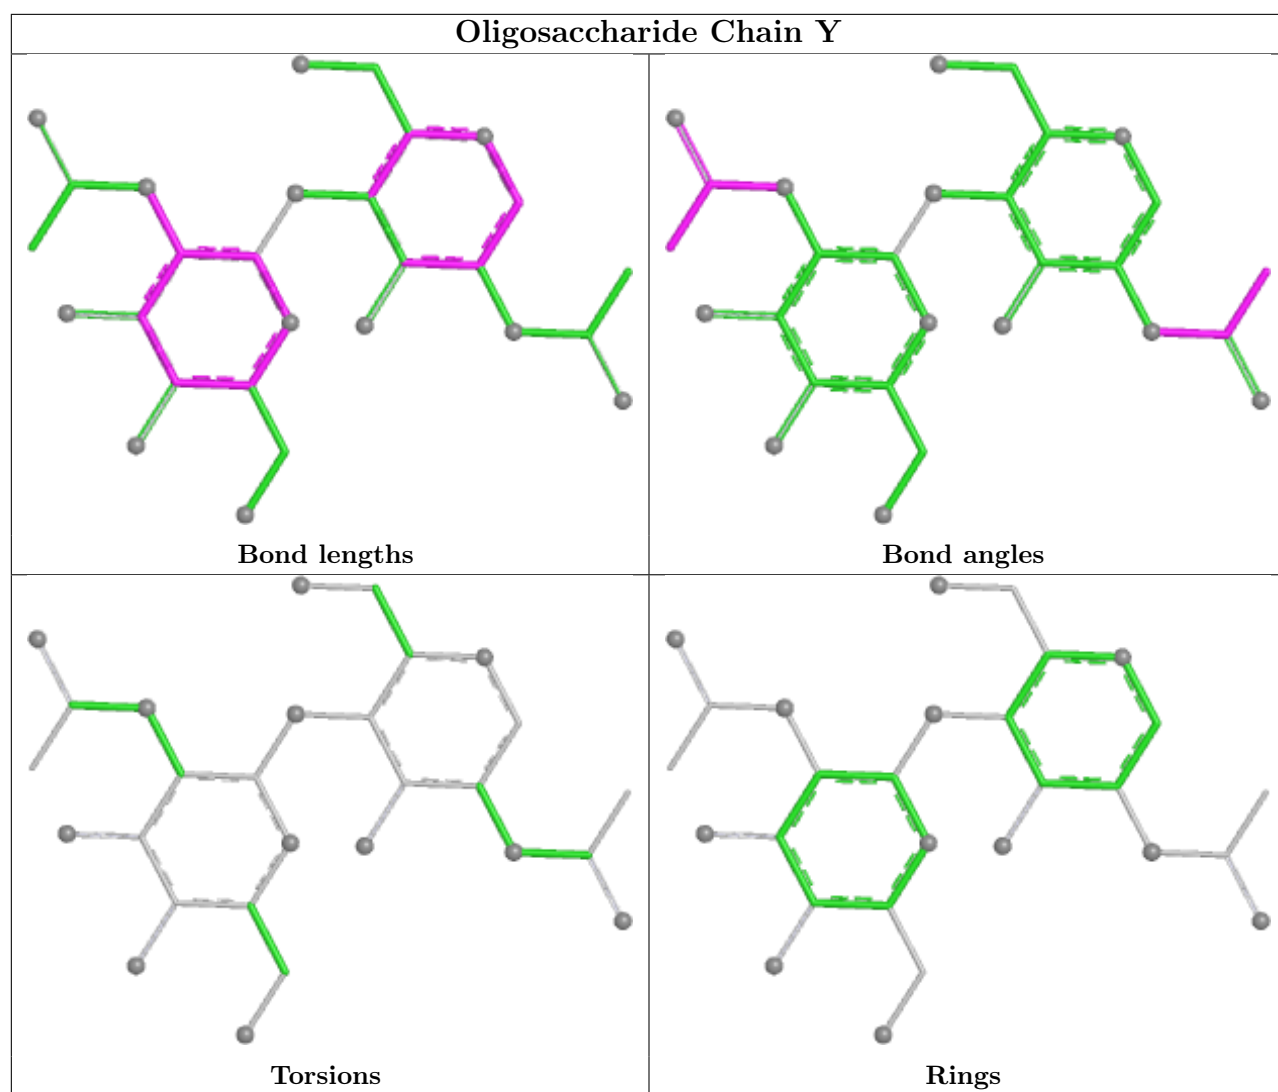 Oligosaccharide Chain Y
Bond lengths
Bond angles
Torsions
Rings